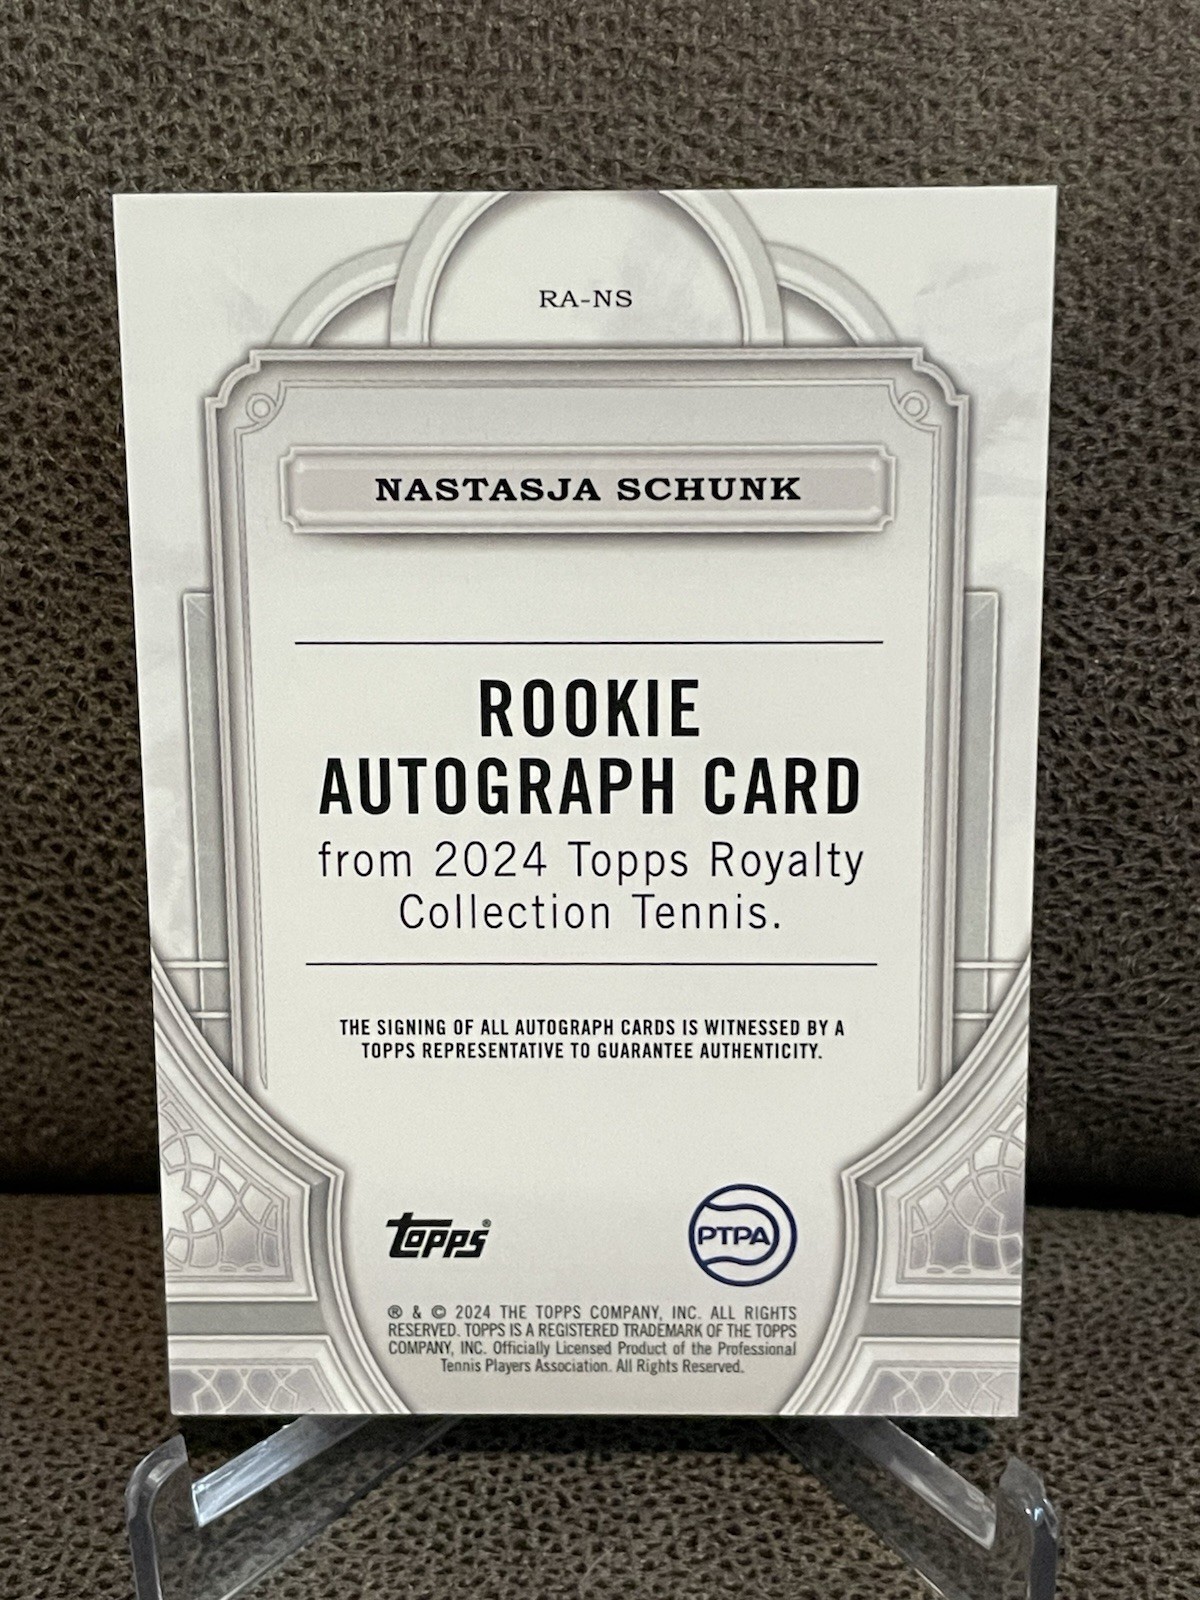 RA-NS
NASTASJA SCHUNK
ROOKIE
AUTOGRAPH CARD
from 2024 Topps Royalty
Collection Tennis.
THE SIGNING OF ALL AUTOGRAPH CARDS IS WITNESSED BY A
TOPPS REPRESENTATIVE TO GUARANTEE AUTHENTICITY.
Topps®
PTPA
® & © 2024 THE TOPPS COMPANY, INC. ALL RIGHTS
RESERVED. TOPPS IS A REGISTERED TRADEMARK OF THE TOPPS
COMPANY, INC. Officially Licensed Product of the Professional
Tennis Players Association. All Rights Reserved.